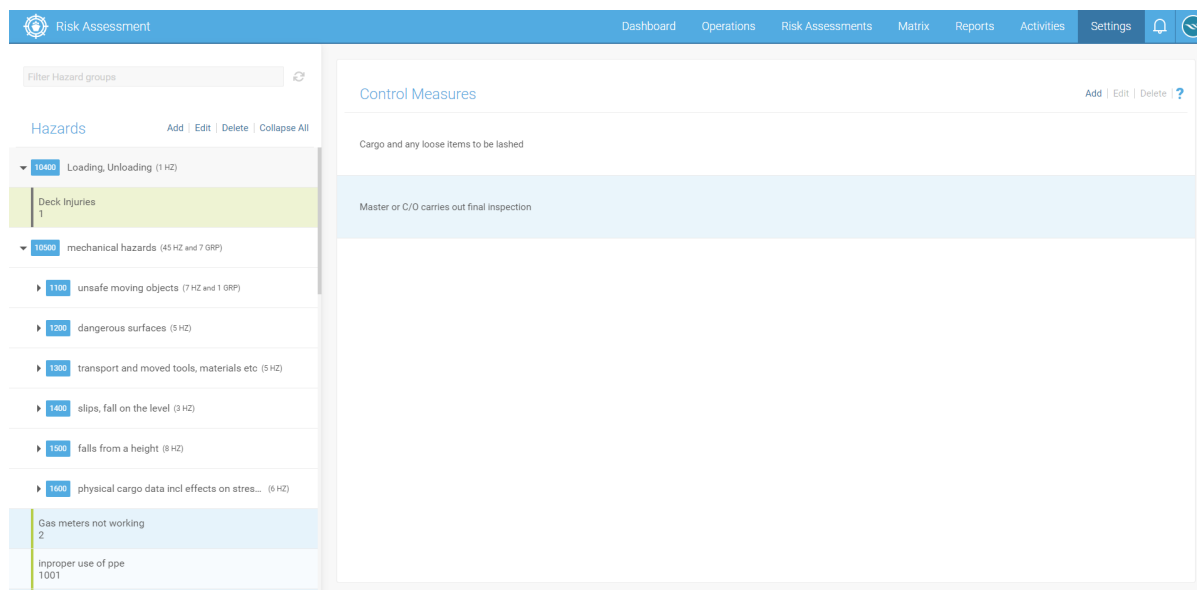 Risk Assessment
Dashboard Operations Risk Assessments Matrix Reports Activities Settings
Filter Hazard groups
Hazards Add | Edit | Delete | Collapse All
10400 Loading, Unloading (1 HZ)
Deck Injuries
1
10500 mechanical hazards (45 HZ and 7 GRP)
1100 unsafe moving objects (7 HZ and 1 GRP)
1200 dangerous surfaces (5 HZ)
1300 transport and moved tools, materials etc (5 HZ)
1400 slips, fall on the level (3 HZ)
1500 falls from a height (8 HZ)
1600 physical cargo data incl effects on stres... (6 HZ)
Gas meters not working
2
inproper use of ppe
1001
Control Measures Add | Edit | Delete | ?
Cargo and any loose items to be lashed
Master or C/O carries out final inspection